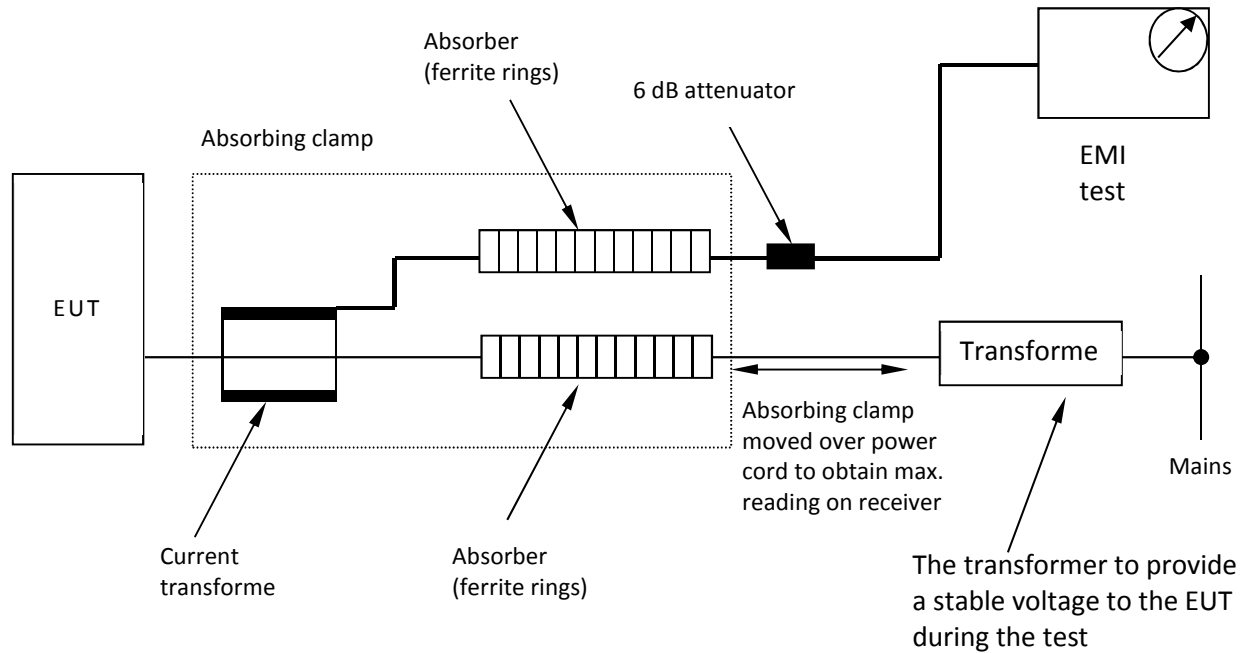 Absorber
(ferrite rings)
6 dB attenuator
Absorbing clamp
EMI
test
EUT
Transforme
Absorbing clamp
moved over power
cord to obtain max.
reading on receiver
Mains
Current
transforme
Absorber
(ferrite rings)
The transformer to provide
a stable voltage to the EUT
during the test